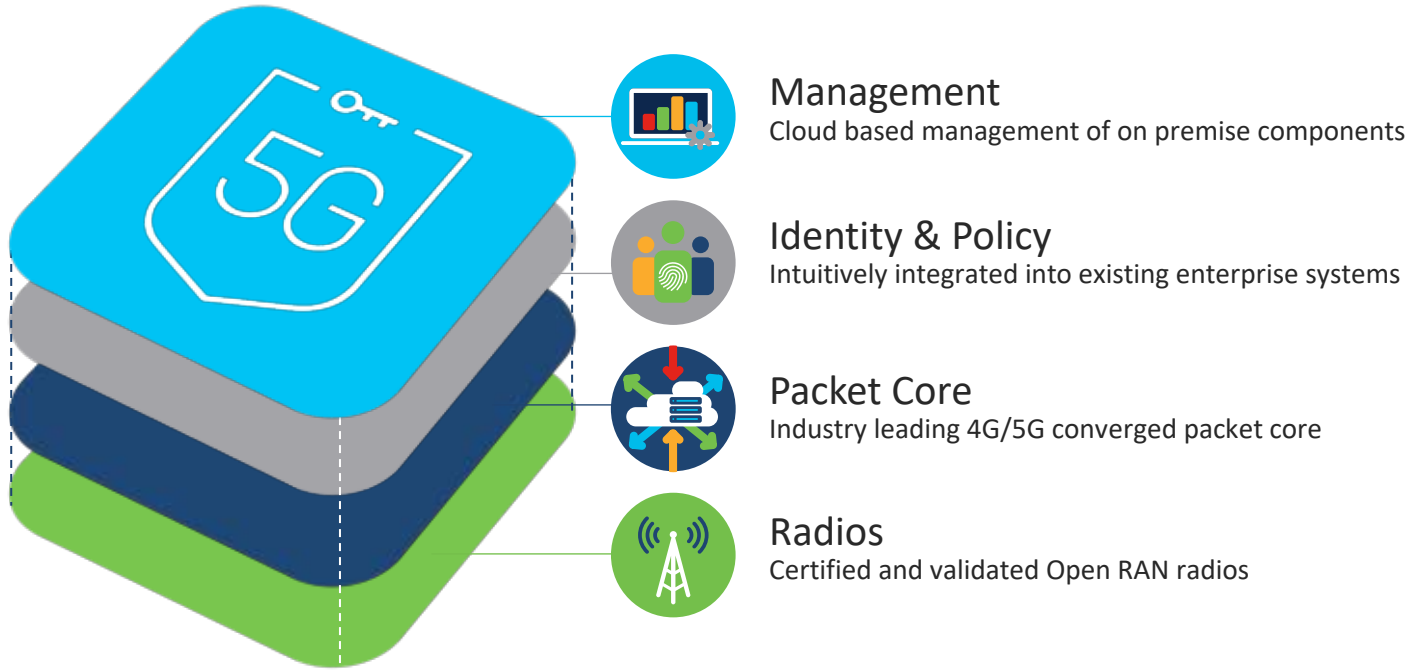 5G
Management
Cloud based management of on premise components
Identity & Policy
Intuitively integrated into existing enterprise systems
Packet Core
Industry leading 4G/5G converged packet core
Radios
Certified and validated Open RAN radios